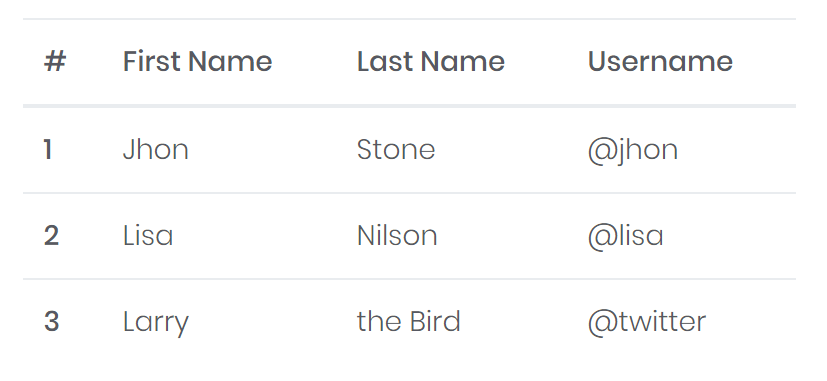 # First Name Last Name Username
1 Jhon Stone @jhon
2 Lisa Nilson @lisa
3 Larry the Bird @twitter